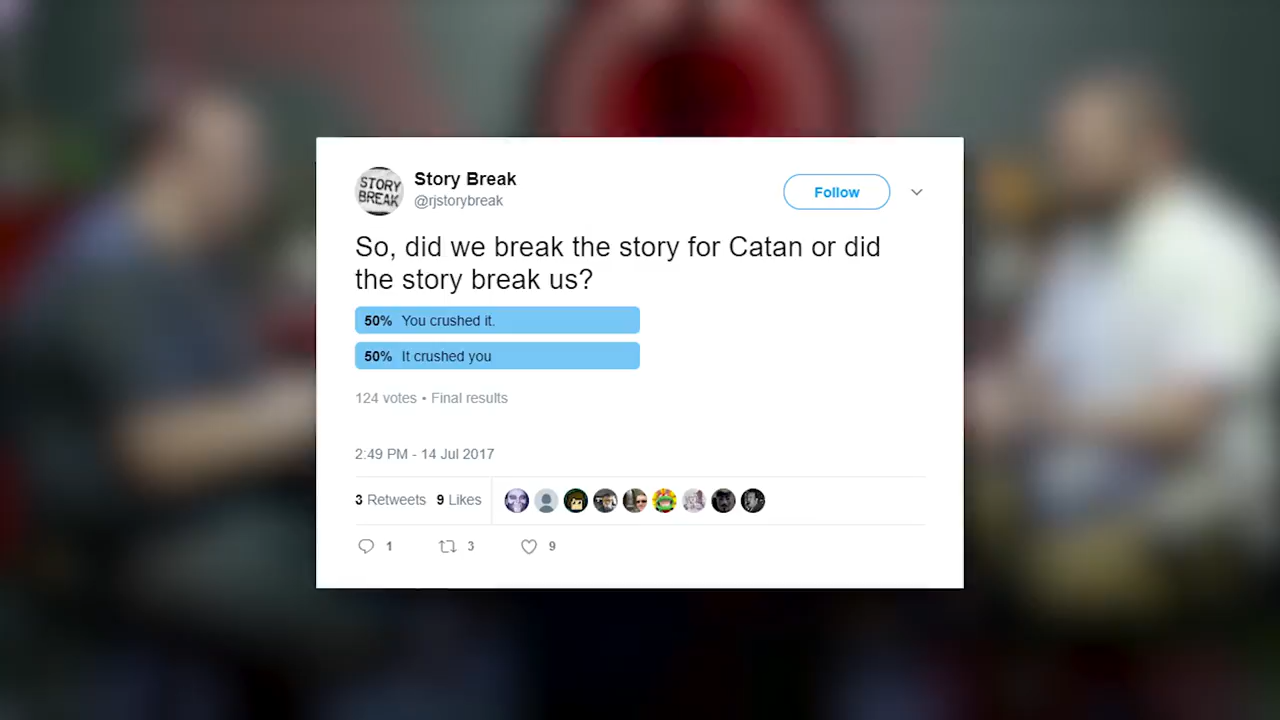 STORY
BREAK
Story Break
@rjstorybreak
Follow
So, did we break the story for Catan or did
the story break us?
50% You crushed it.
50% It crushed you
124 votes • Final results
2:49 PM - 14 Jul 2017
3 Retweets 9 Likes
1 3 9